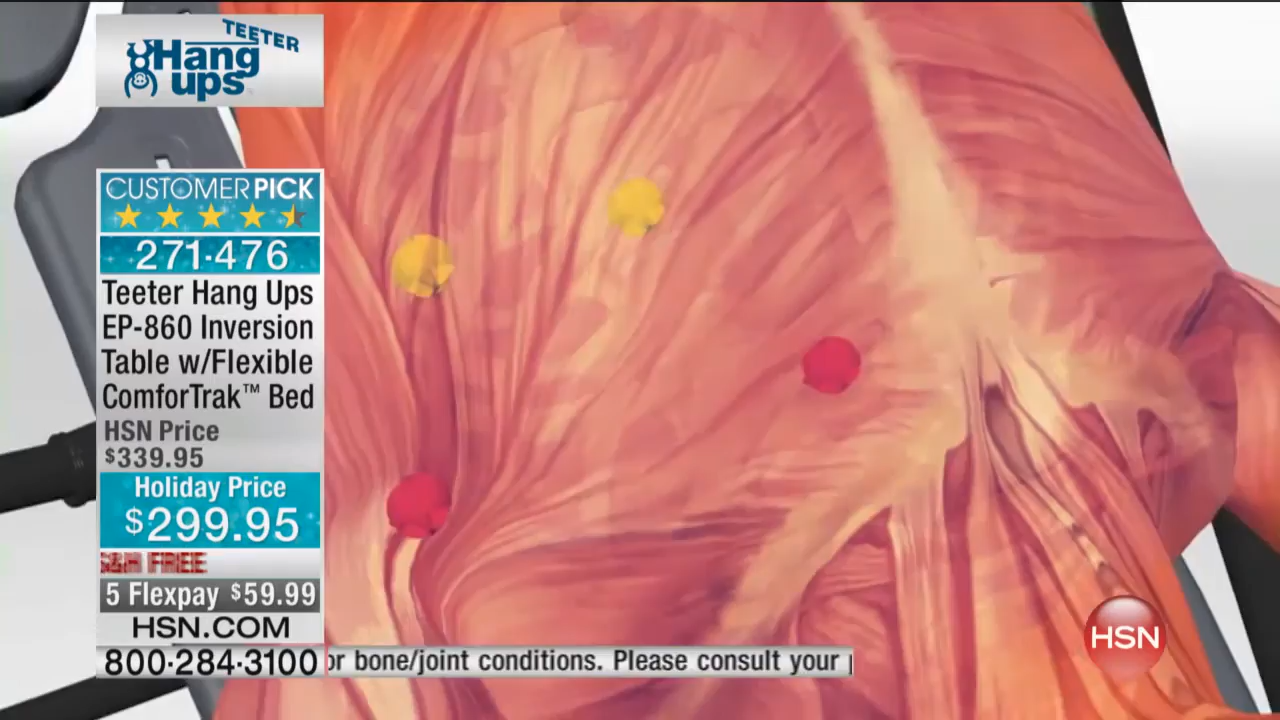 TEETER
Hang
ups
CUSTOMER PICK
271·476
Teeter Hang Ups
EP-860 Inversion
Table w/Flexible
ComforTrak™ Bed
HSN Price
$339.95
Holiday Price
$299.95
S&H FREE
5 Flexpay $59.99
HSN.COM
800·284·3100
or bone/joint conditions. Please consult your
HSN